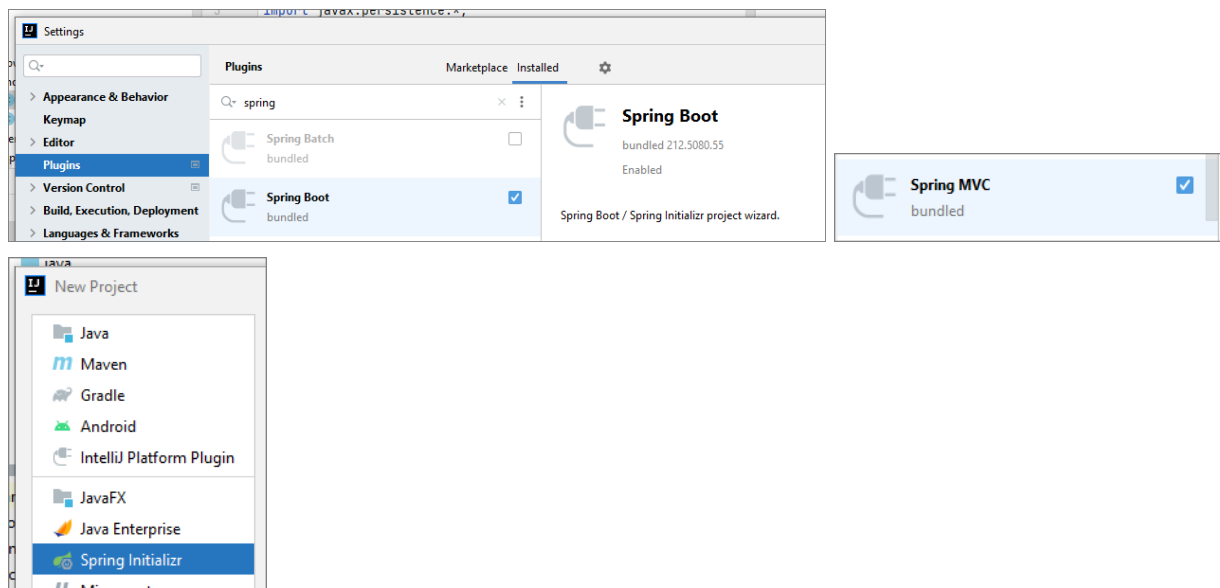 import javax.persistence.*;
Settings
Plugins
Marketplace Installed
Appearance & Behavior
Keymap
Editor
Plugins
Version Control
Build, Execution, Deployment
Languages & Frameworks
spring
Spring Batch
bundled
Spring Boot
bundled
Spring Boot
bundled 212.5080.55
Enabled
Spring Boot / Spring Initializr project wizard.
Spring MVC
bundled
java
New Project
Java
Maven
Gradle
Android
IntelliJ Platform Plugin
JavaFX
Java Enterprise
Spring Initializr